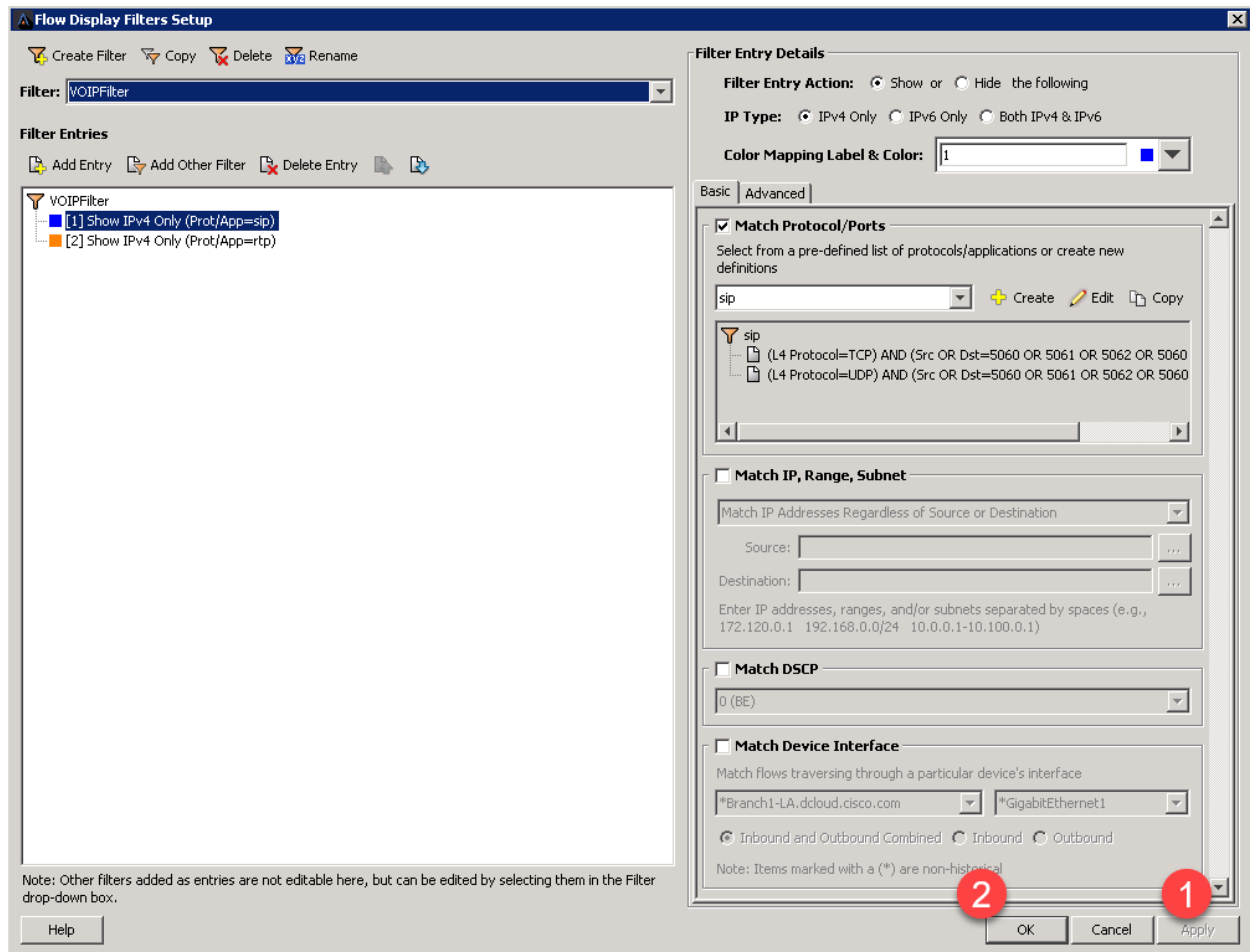 Flow Display Filters Setup
Create Filter Copy Delete Rename
Filter: VOIPFilter
Filter Entries
Add Entry Add Other Filter Delete Entry
VOIPFilter
[1] Show IPv4 Only (Prot/App=sip)
[2] Show IPv4 Only (Prot/App=rtp)
Note: Other filters added as entries are not editable here, but can be edited by selecting them in the Filter
drop-down box.
Help
Filter Entry Details
Filter Entry Action: Show or Hide the following
IP Type: IPv4 Only IPv6 Only Both IPv4 & IPv6
Color Mapping Label & Color: 1
Basic Advanced
Match Protocol/Ports
Select from a pre-defined list of protocols/applications or create new
definitions
sip Create Edit Copy
sip
(L4 Protocol=TCP) AND (Src OR Dst=5060 OR 5061 OR 5062 OR 5060
(L4 Protocol=UDP) AND (Src OR Dst=5060 OR 5061 OR 5062 OR 5060
Match IP, Range, Subnet
Match IP Addresses Regardless of Source or Destination
Source: ...
Destination: ...
Enter IP addresses, ranges, and/or subnets separated by spaces (e.g.,
172.120.0.1 192.168.0.0/24 10.0.0.1-10.100.0.1)
Match DSCP
0 (BE)
Match Device Interface
Match flows traversing through a particular device's interface
*Branch1-LA.dcloud.cisco.com *GigabitEthernet1
Inbound and Outbound Combined Inbound Outbound
Note: Items marked with a (*) are non-historical
2 1
OK Cancel Apply